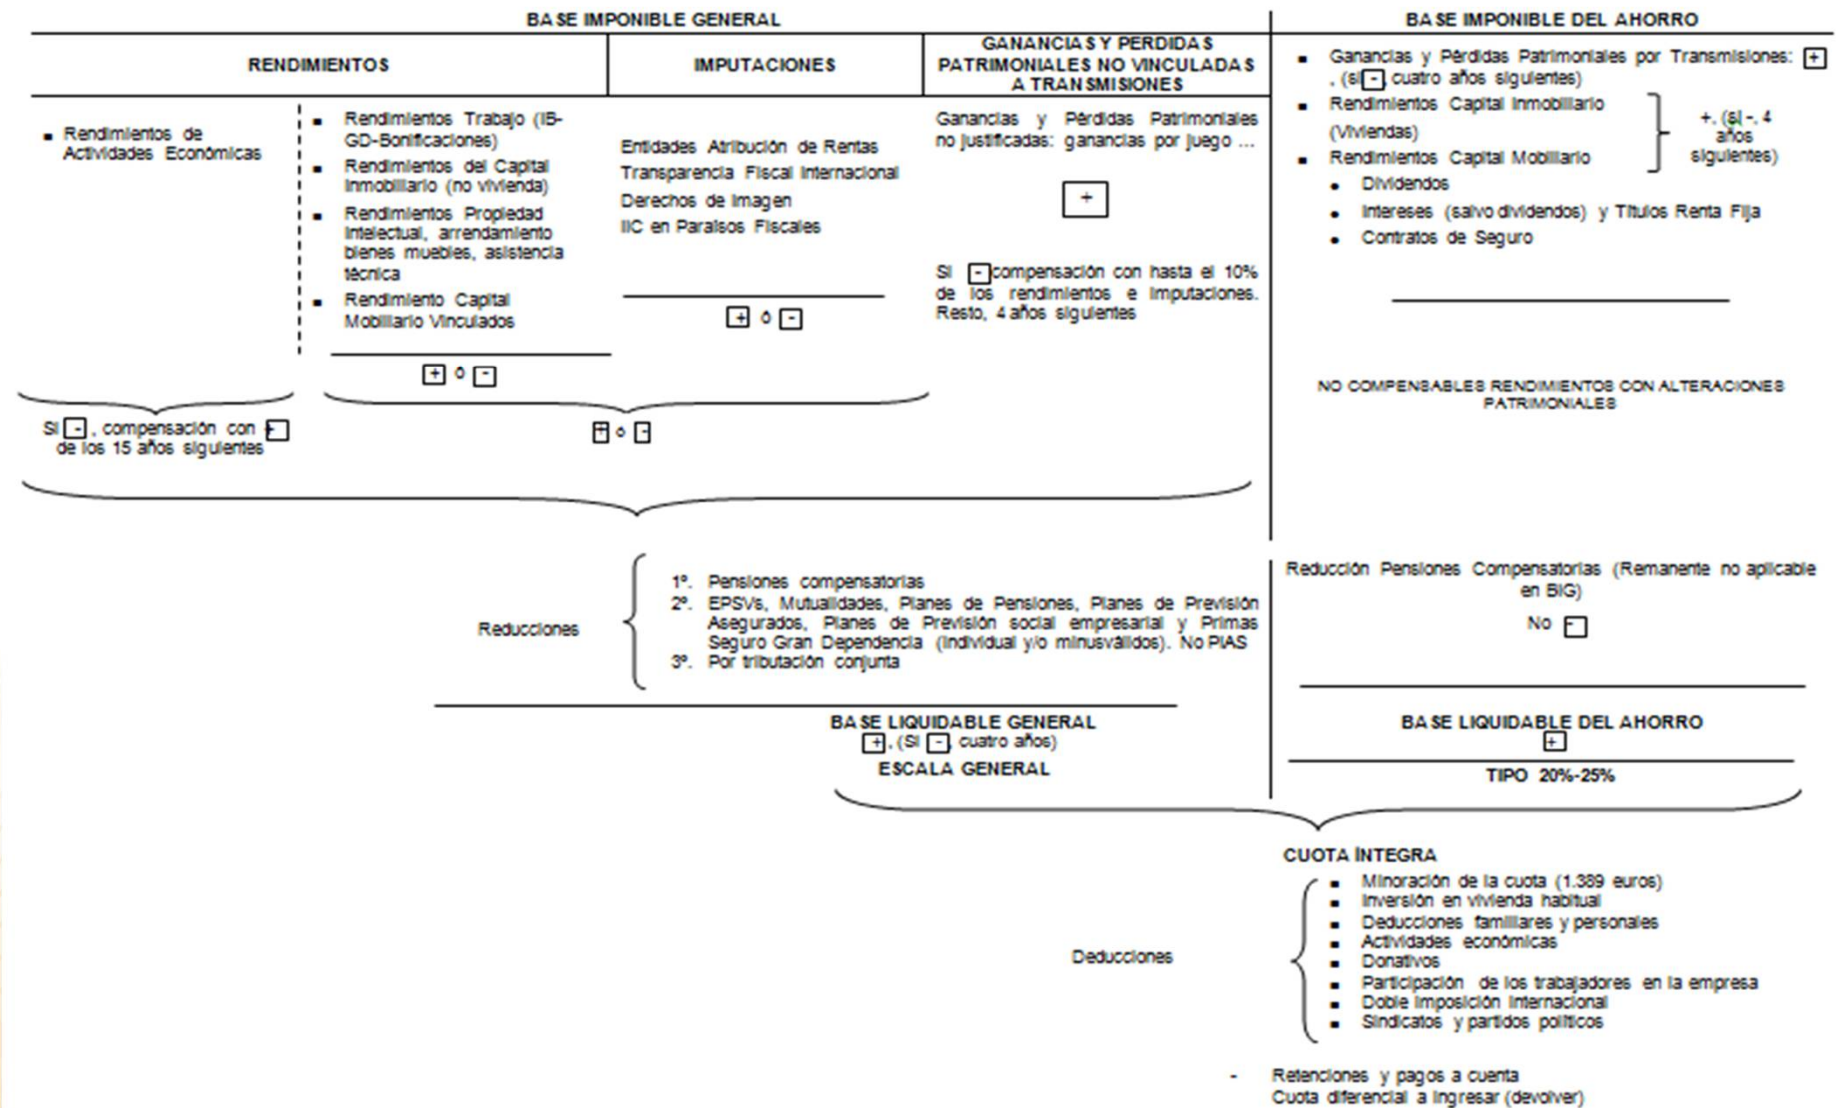 BASE IMPONIBLE GENERAL
RENDIMIENTOS
IMPUTACIONES
GANANCIAS Y PERDIDAS
PATRIMONIALES NO VINCULADAS
A TRANSMISIONES
▪ Rendimientos de
Actividades Económicas
▪ Rendimientos Trabajo (IB-
GD-Bonificaciones)
▪ Rendimientos del Capital
Inmobiliario (no vivienda)
▪ Rendimientos Propiedad
Intelectual, arrendamiento
bienes muebles, asistencia
técnica
▪ Rendimiento Capital
Mobiliario Vinculados
+ ó -
Entidades Atribución de Rentas
Transparencia Fiscal Internacional
Derechos de Imagen
IIC en Paraísos Fiscales
+ ó -
Ganancias y Pérdidas Patrimoniales
no justificadas: ganancias por juego ...
+
Si - compensación con hasta el 10%
de los rendimientos e imputaciones.
Resto, 4 años siguientes
Si -, compensación con +
de los 15 años siguientes
+ ó -
BASE IMPONIBLE DEL AHORRO
▪ Ganancias y Pérdidas Patrimoniales por Transmisiones: +
, (si -, cuatro años siguientes)
▪ Rendimientos Capital Inmobiliario
(Viviendas)
▪ Rendimientos Capital Mobiliario
+, (si -, 4
años
siguientes)
• Dividendos
• Intereses (salvo dividendos) y Títulos Renta Fija
• Contratos de Seguro
NO COMPENSABLES RENDIMIENTOS CON ALTERACIONES
PATRIMONIALES
Reducciones
1º. Pensiones compensatorias
2º. EPSVs, Mutualidades, Planes de Pensiones, Planes de Previsión
Asegurados, Planes de Previsión social empresarial y Primas
Seguro Gran Dependencia (individual y/o minusválidos). No PIAS
3º. Por tributación conjunta
Reducción Pensiones Compensatorias (Remanente no aplicable
en BIG)
No -
BASE LIQUIDABLE GENERAL
+, (Si -, cuatro años)
ESCALA GENERAL
BASE LIQUIDABLE DEL AHORRO
+
TIPO 20%-25%
CUOTA ÍNTEGRA
Deducciones
▪ Minoración de la cuota (1.389 euros)
▪ Inversión en vivienda habitual
▪ Deducciones familiares y personales
▪ Actividades económicas
▪ Donativos
▪ Participación de los trabajadores en la empresa
▪ Doble Imposición Internacional
▪ Sindicatos y partidos políticos
- Retenciones y pagos a cuenta
Cuota diferencial a ingresar (devolver)